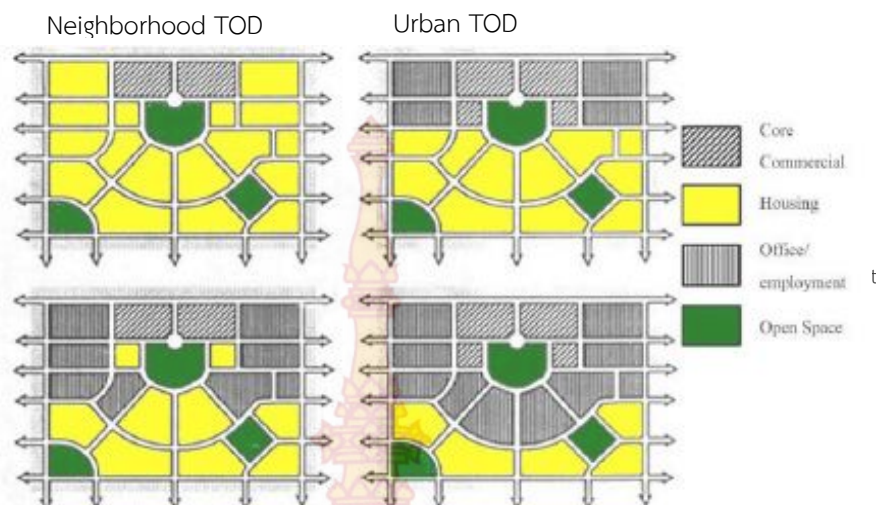 Neighborhood TOD
Urban TOD
Core
Commercial
Housing
Office/
employment
t
Open Space